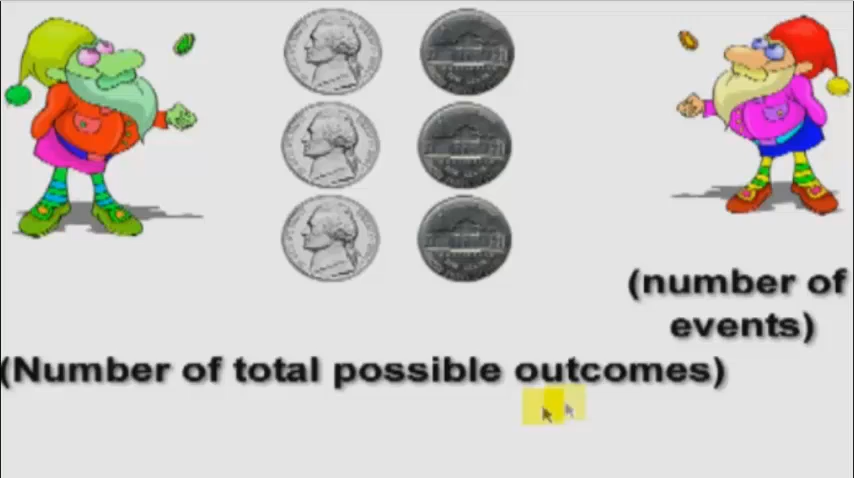 (number of
events)
(Number of total possible outcomes)